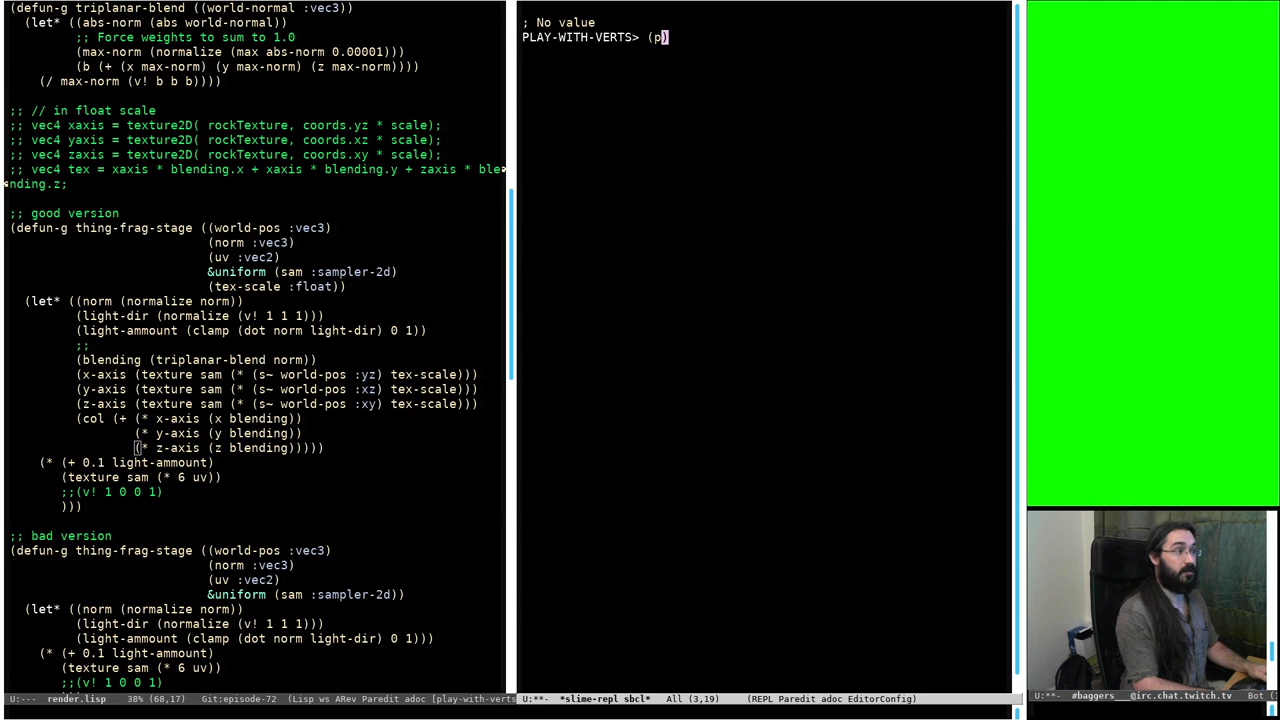 (defun-g triplanar-blend ((world-normal :vec3))
  (let* ((abs-norm (abs world-normal))
         ;; Force weights to sum to 1.0
         (max-norm (normalize (max abs-norm 0.00001)))
         (b (+ (x max-norm) (y max-norm) (z max-norm))))
    (/ max-norm (v! b b b))))
;; // in float scale
;; vec4 xaxis = texture2D( rockTexture, coords.yz * scale);
;; vec4 yaxis = texture2D( rockTexture, coords.xz * scale);
;; vec4 zaxis = texture2D( rockTexture, coords.xy * scale);
;; vec4 tex = xaxis * blending.x + xaxis * blending.y + zaxis * ble
nding.z;
;; good version
(defun-g thing-frag-stage ((world-pos :vec3)
                           (norm :vec3)
                           (uv :vec2)
                           &uniform (sam :sampler-2d)
                           (tex-scale :float))
  (let* ((norm (normalize norm))
         (light-dir (normalize (v! 1 1 1)))
         (light-ammount (clamp (dot norm light-dir) 0 1))
         ;;
         (blending (triplanar-blend norm))
         (x-axis (texture sam (* (s~ world-pos :yz) tex-scale)))
         (y-axis (texture sam (* (s~ world-pos :xz) tex-scale)))
         (z-axis (texture sam (* (s~ world-pos :xy) tex-scale)))
         (col (+ (* x-axis (x blending))
                 (* y-axis (y blending))
                 (* z-axis (z blending)))))
    (* (+ 0.1 light-ammount)
       (texture sam (* 6 uv))
       ;;(v! 1 0 0 1)
       )))
;; bad version
(defun-g thing-frag-stage ((world-pos :vec3)
                           (norm :vec3)
                           (uv :vec2)
                           &uniform (sam :sampler-2d))
  (let* ((norm (normalize norm))
         (light-dir (normalize (v! 1 1 1)))
         (light-ammount (clamp (dot norm light-dir) 0 1)))
    (* (+ 0.1 light-ammount)
       (texture sam (* 6 uv))
       ;;(v! 1 0 0 1)
U:--- render.lisp 38% (68,17) Git:episode-72 (Lisp ws ARev Paredit adoc [play-with-verts
; No value
PLAY-WITH-VERTS> (p)
U:**- *slime-repl sbcl* All (3,19) (REPL Paredit adoc EditorConfig)
U:**- #baggers___@irc.chat.twitch.tv Bot (